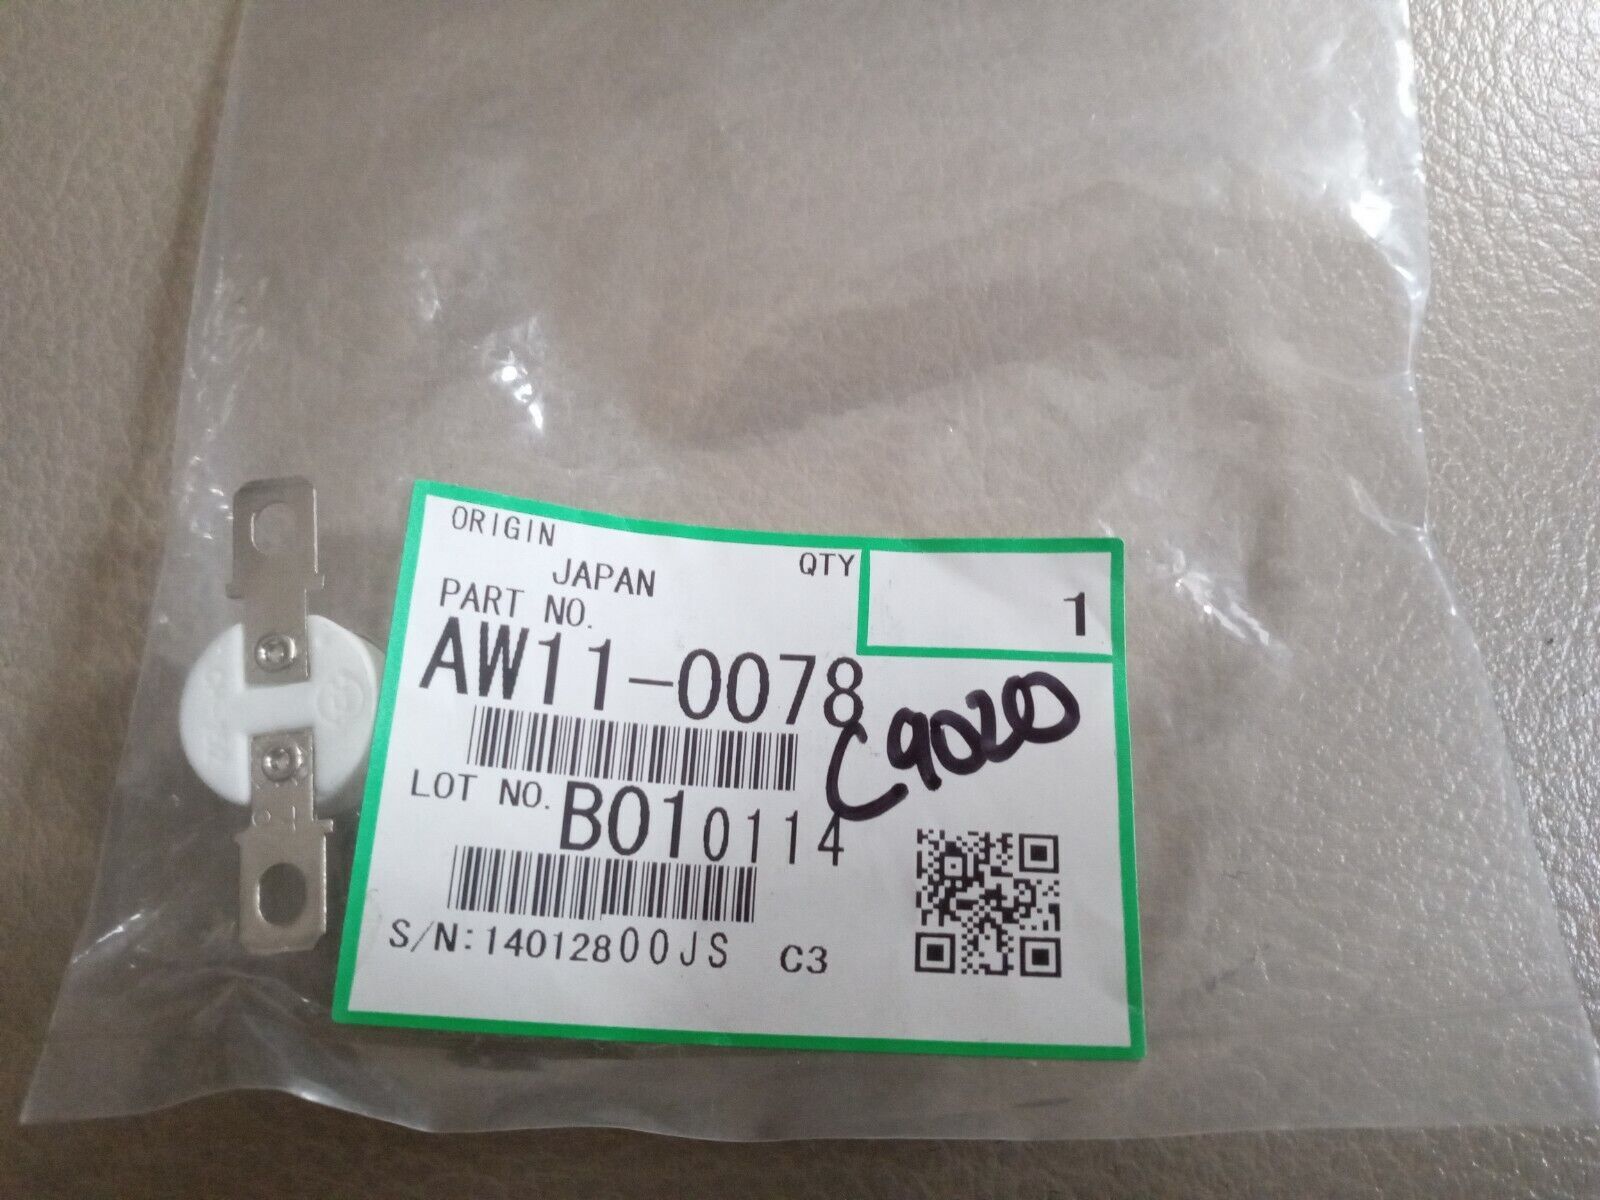 ORIGIN
JAPAN
QTY
1
PART NO.
AW11-0078
C9020
LOT NO. B010114
S/N:14012800JS C3